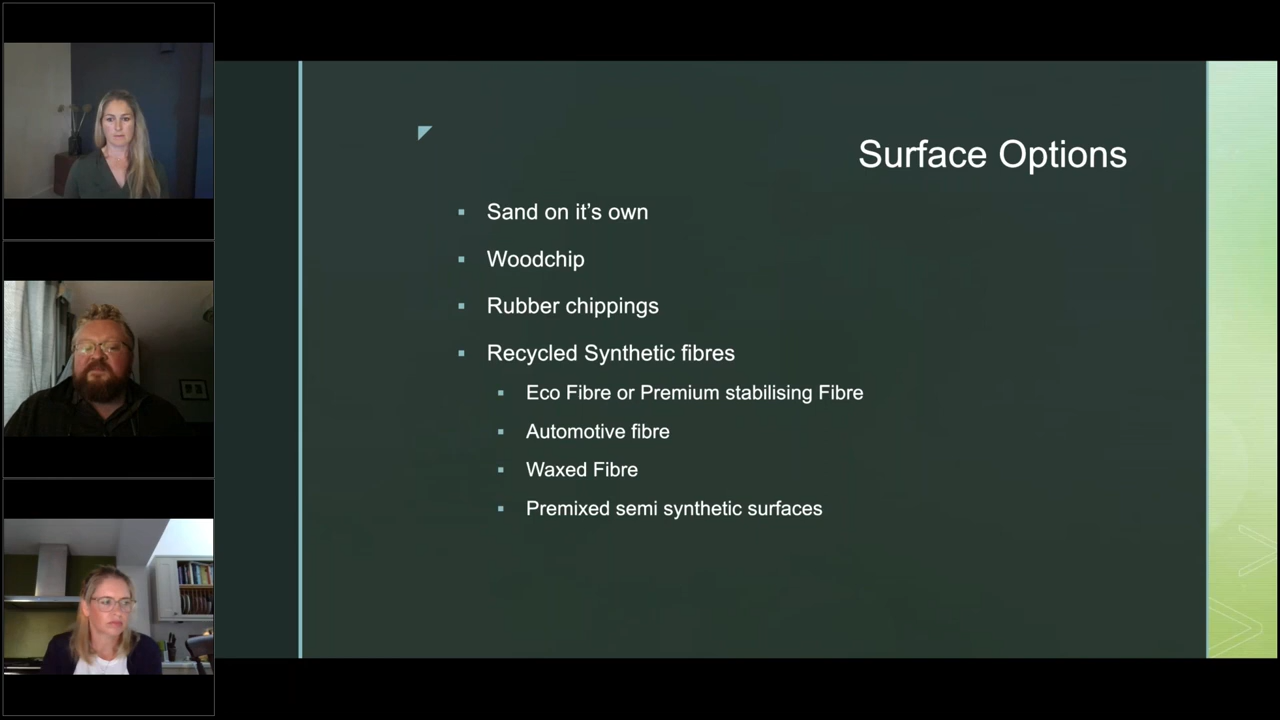 Surface Options
Sand on it’s own
Woodchip
Rubber chippings
Recycled Synthetic fibres
Eco Fibre or Premium stabilising Fibre
Automotive fibre
Waxed Fibre
Premixed semi synthetic surfaces